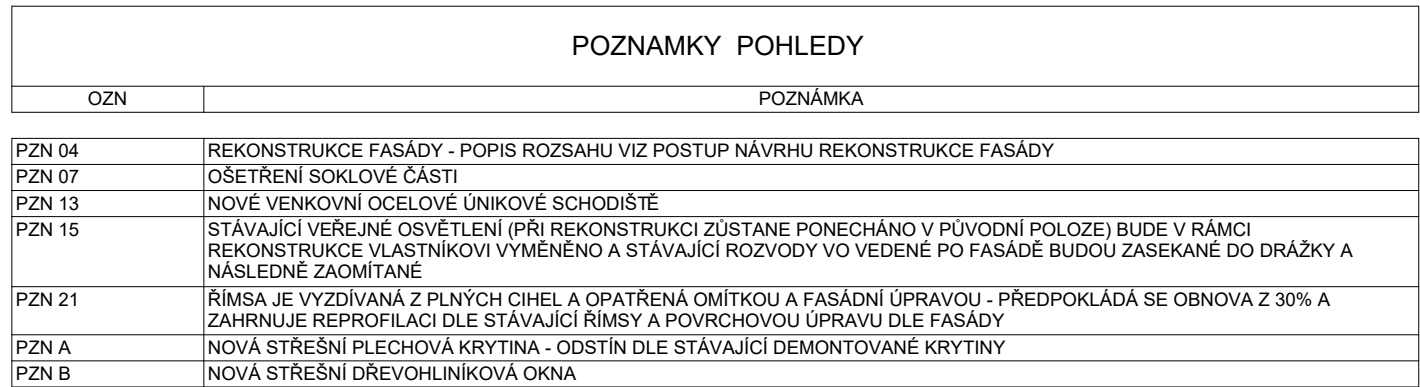 POZNAMKY POHLEDY
OZN POZNÁMKA
PZN 04 REKONSTRUKCE FASÁDY - POPIS ROZSAHU VIZ POSTUP NÁVRHU REKONSTRUKCE FASÁDY
PZN 07 OŠETŘENÍ SOKLOVÉ ČÁSTI
PZN 13 NOVÉ VENKOVNÍ OCELOVÉ ÚNIKOVÉ SCHODIŠTĚ
PZN 15 STÁVAJÍCÍ VEŘEJNÉ OSVĚTLENÍ (PŘI REKONSTRUKCI ZŮSTANE PONECHÁNO V PŮVODNÍ POLOZE) BUDE V RÁMCI
REKONSTRUKCE VLASTNÍKOVI VYMĚNĚNO A STÁVAJÍCÍ ROZVODY VO VEDENÉ PO FASÁDĚ BUDOU ZASEKANÉ DO DRÁŽKY A
NÁSLEDNĚ ZAOMÍTANÉ
PZN 21 ŘÍMSA JE VYZDÍVANÁ Z PLNÝCH CIHEL A OPATŘENÁ OMÍTKOU A FASÁDNÍ ÚPRAVOU - PŘEDPOKLÁDÁ SE OBNOVA Z 30% A
ZAHRNUJE REPROFILACI DLE STÁVAJÍCÍ ŘÍMSY A POVRCHOVOU ÚPRAVU DLE FASÁDY
PZN A NOVÁ STŘEŠNÍ PLECHOVÁ KRYTINA - ODSTÍN DLE STÁVAJÍCÍ DEMONTOVANÉ KRYTINY
PZN B NOVÁ STŘEŠNÍ DŘEVOHLINÍKOVÁ OKNA